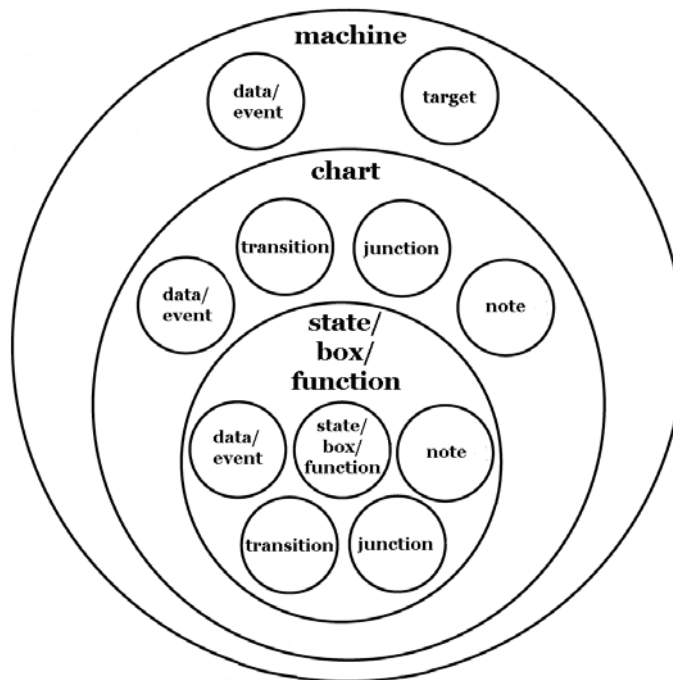 machine
data/
event
target
chart
transition
junction
data/
event
note
state/
box/
function
data/
event
state/
box/
function
note
transition
junction